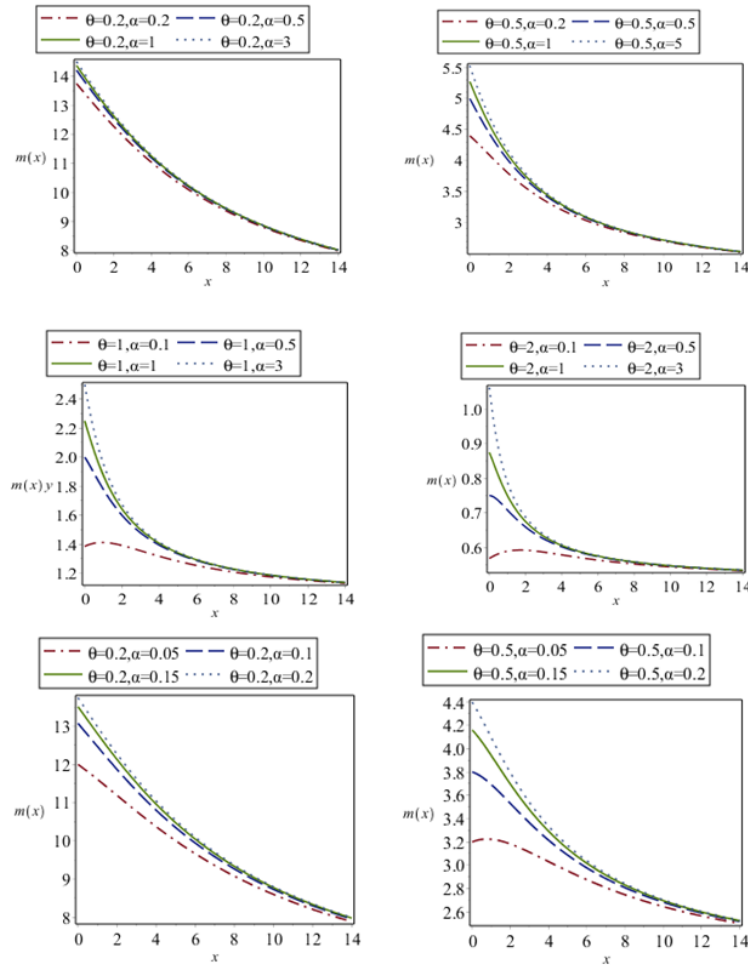 θ=0.2,α=0.2 θ=0.2,α=0.5
θ=0.2,α=1 θ=0.2,α=3
14
13
12
m(x)
11
10
9
8
0 2 4 6 8 10 12 14
x
θ=0.5,α=0.2 θ=0.5,α=0.5
θ=0.5,α=1 θ=0.5,α=5
5.5
5
4.5
m(x)
4
3.5
3
0 2 4 6 8 10 12 14
x
θ=1,α=0.1 θ=1,α=0.5
θ=1,α=1 θ=1,α=3
2.4
2.2
2.0
m(x) y
1.8
1.6
1.4
1.2
0 2 4 6 8 10 12 14
x
θ=2,α=0.1 θ=2,α=0.5
θ=2,α=1 θ=2,α=3
1.0
0.9
0.8
m(x)
0.7
0.6
0 2 4 6 8 10 12 14
x
θ=0.2,α=0.05 θ=0.2,α=0.1
θ=0.2,α=0.15 θ=0.2,α=0.2
13
12
11
m(x)
10
9
8
0 2 4 6 8 10 12 14
x
θ=0.5,α=0.05 θ=0.5,α=0.1
θ=0.5,α=0.15 θ=0.5,α=0.2
4.4
4.2
4.0
3.8
3.6
m(x)
3.4
3.2
3.0
2.8
2.6
0 2 4 6 8 10 12 14
x